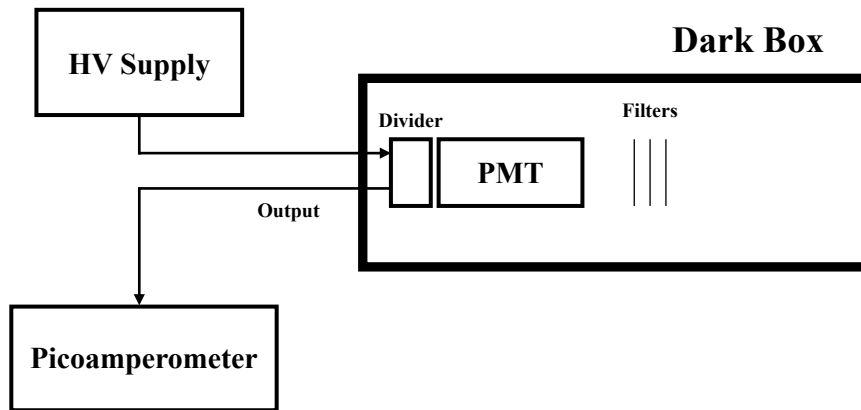 HV Supply
Dark Box
Divider
Filters
PMT
Output
Picoamperometer